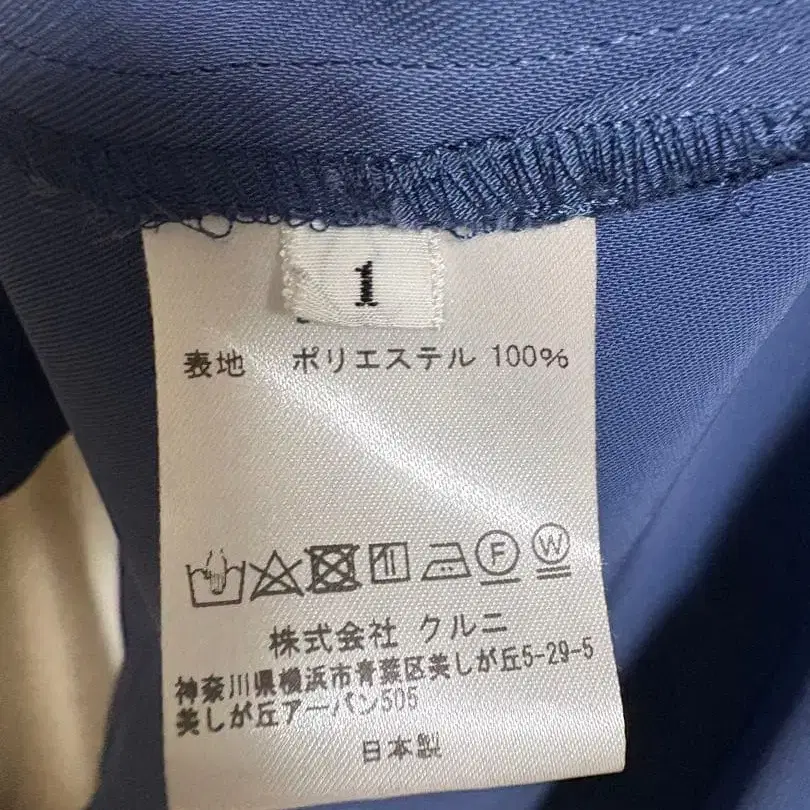 1
表地 ポリエステル 100%
F W
株式会社 クルニ
神奈川県横浜市青葉区美しが丘5-29-5
美しが丘アーバン505
日本製